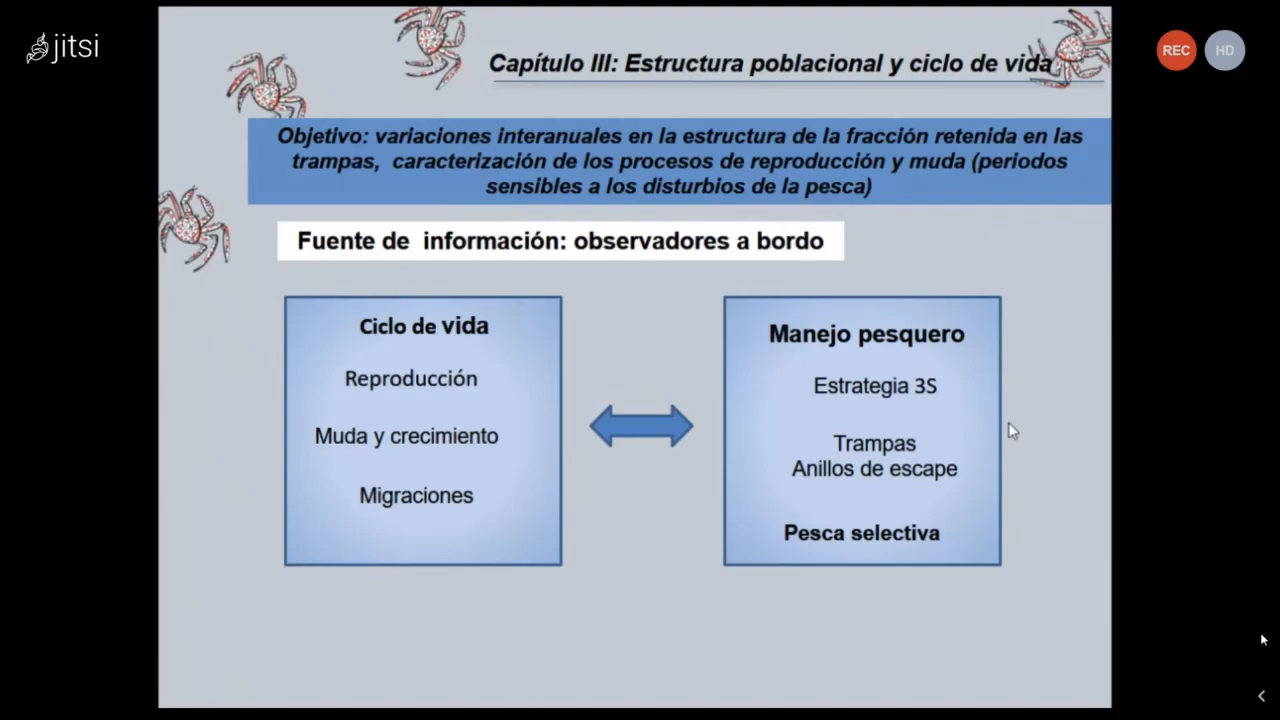 jitsi
REC
HD
Capítulo III: Estructura poblacional y ciclo de vida
Objetivo: variaciones interanuales en la estructura de la fracción retenida en las
trampas, caracterización de los procesos de reproducción y muda (periodos
sensibles a los disturbios de la pesca)
Fuente de información: observadores a bordo
Ciclo de vida
Reproducción
Muda y crecimiento
Migraciones
Manejo pesquero
Estrategia 3S
Trampas
Anillos de escape
Pesca selectiva